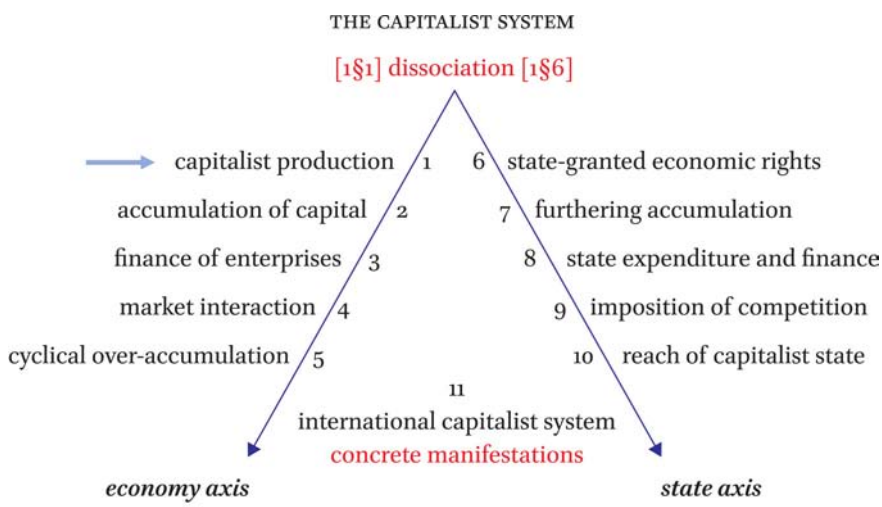 THE CAPITALIST SYSTEM
[1§1] dissociation [1§6]
capitalist production 1 6 state-granted economic rights
accumulation of capital 2 7 furthering accumulation
finance of enterprises 3 8 state expenditure and finance
market interaction 4 9 imposition of competition
cyclical over-accumulation 5 10 reach of capitalist state
11
international capitalist system
concrete manifestations
economy axis state axis